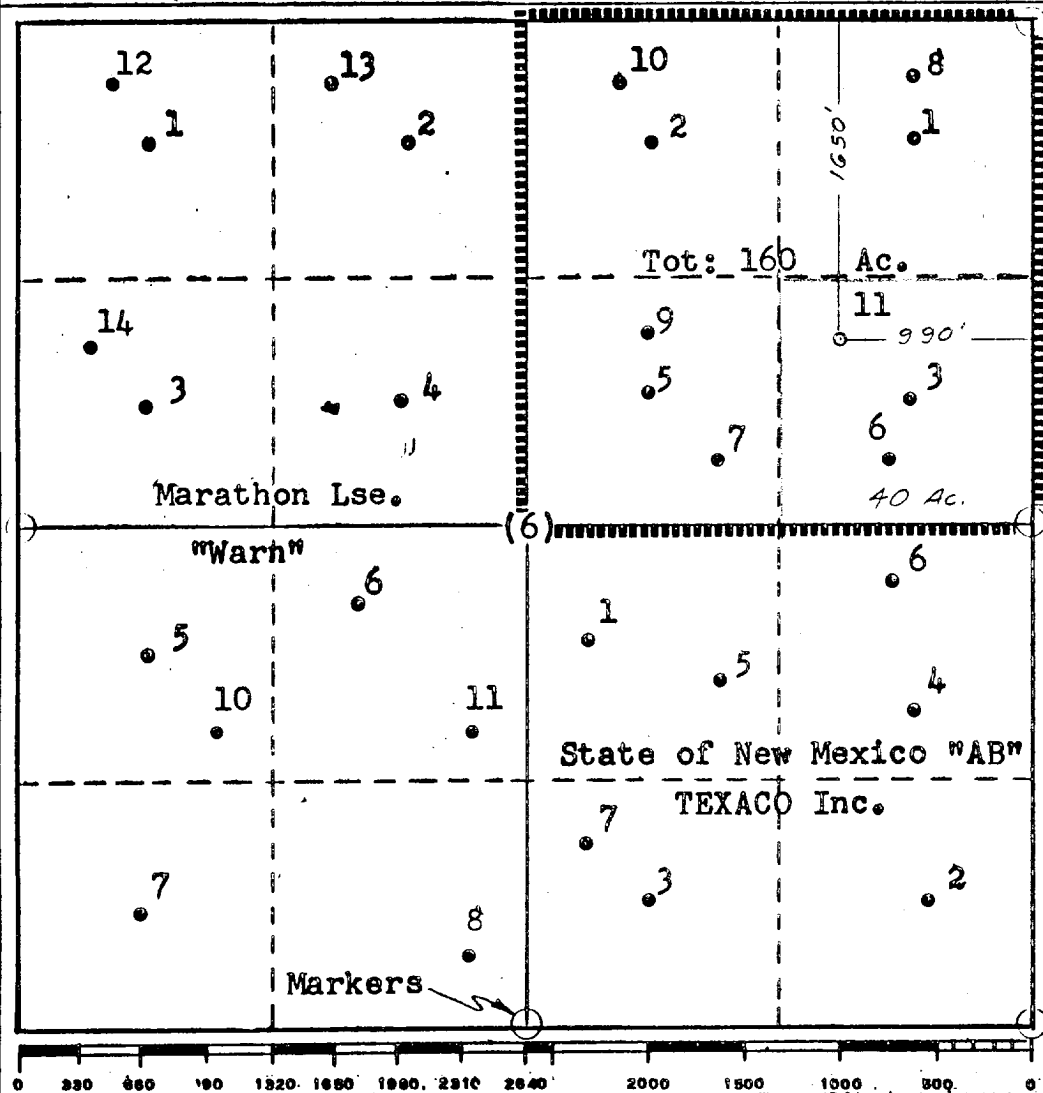 12 13 10 8
1 2 2 1
1650'
Tot: 160 Ac.
14 9 11
990'
3 4 5 3
7 6
Marathon Lse.
40 Ac.
(6)
"Warn"
6 6
5 1
5
10 11 4
State of New Mexico "AB"
TEXACO Inc.
7
7 3 2
8
Markers
0 330 660 1320 1650 2310 2640 2000 1500 1000 500 0